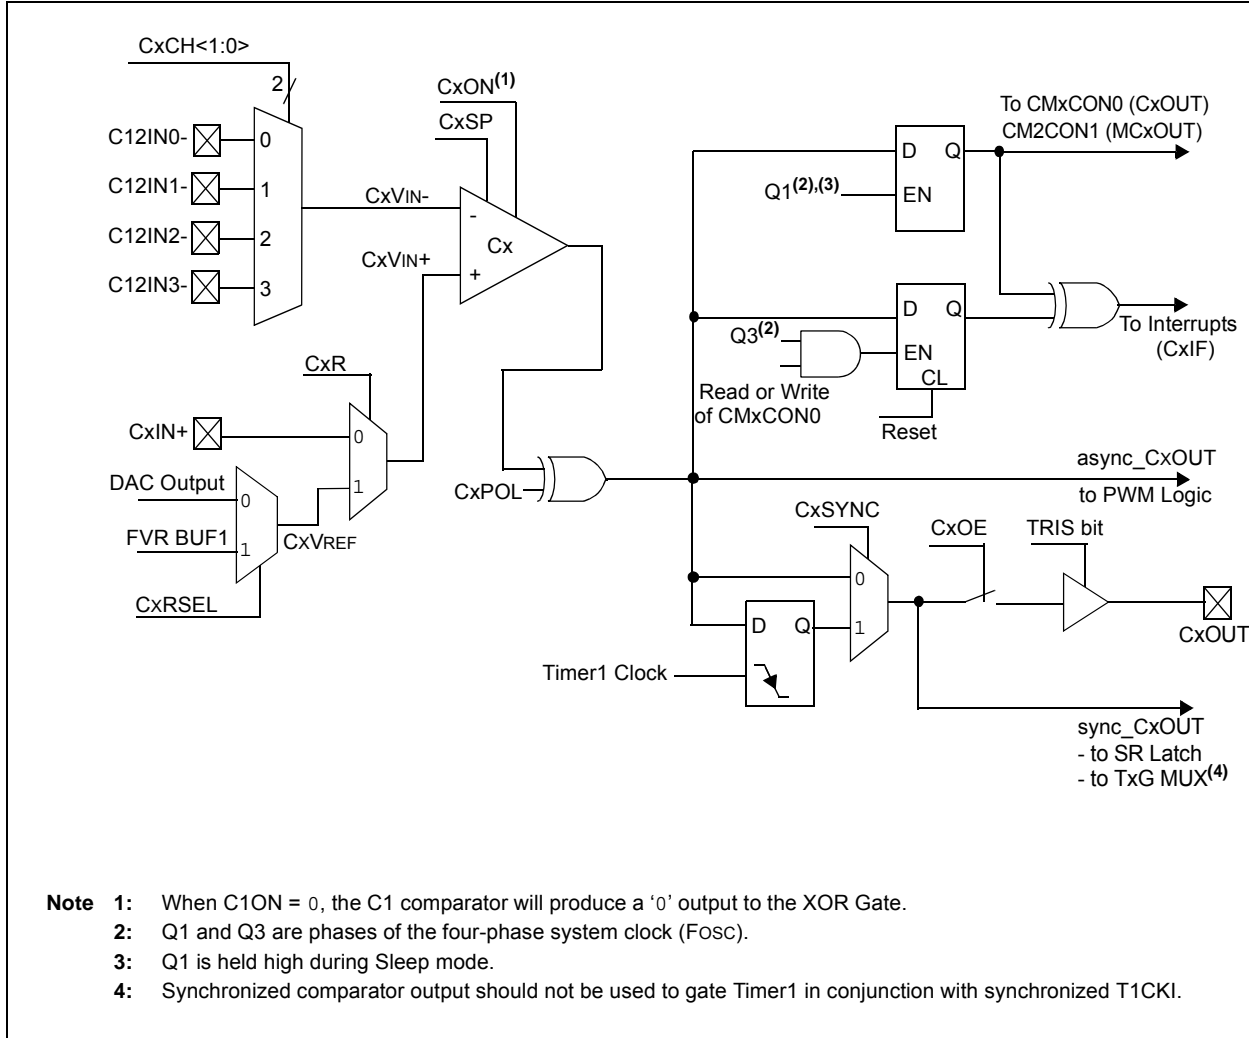 CxCH<1:0>
2
CxON(1)
CxSP
C12IN0-
0
C12IN1-
1
C12IN2-
2
C12IN3-
3
CxVIN-
-
Cx
CxVIN+
+
To CMxCON0 (CxOUT)
CM2CON1 (MCxOUT)
D Q
Q1(2),(3)
EN
D Q
Q3(2)
EN
CL
Read or Write
of CMxCON0
Reset
To Interrupts
(CxIF)
CxR
CxIN+
0
1
DAC Output
0
FVR BUF1
1
CxVREF
CxRSEL
CxPOL
async_CxOUT
to PWM Logic
CxSYNC
CxOE
TRIS bit
0
1
D Q
Timer1 Clock
CxOUT
sync_CxOUT
- to SR Latch
- to TxG MUX(4)
Note 1: When C1ON = 0, the C1 comparator will produce a ‘0’ output to the XOR Gate.
2: Q1 and Q3 are phases of the four-phase system clock (FOSC).
3: Q1 is held high during Sleep mode.
4: Synchronized comparator output should not be used to gate Timer1 in conjunction with synchronized T1CKI.